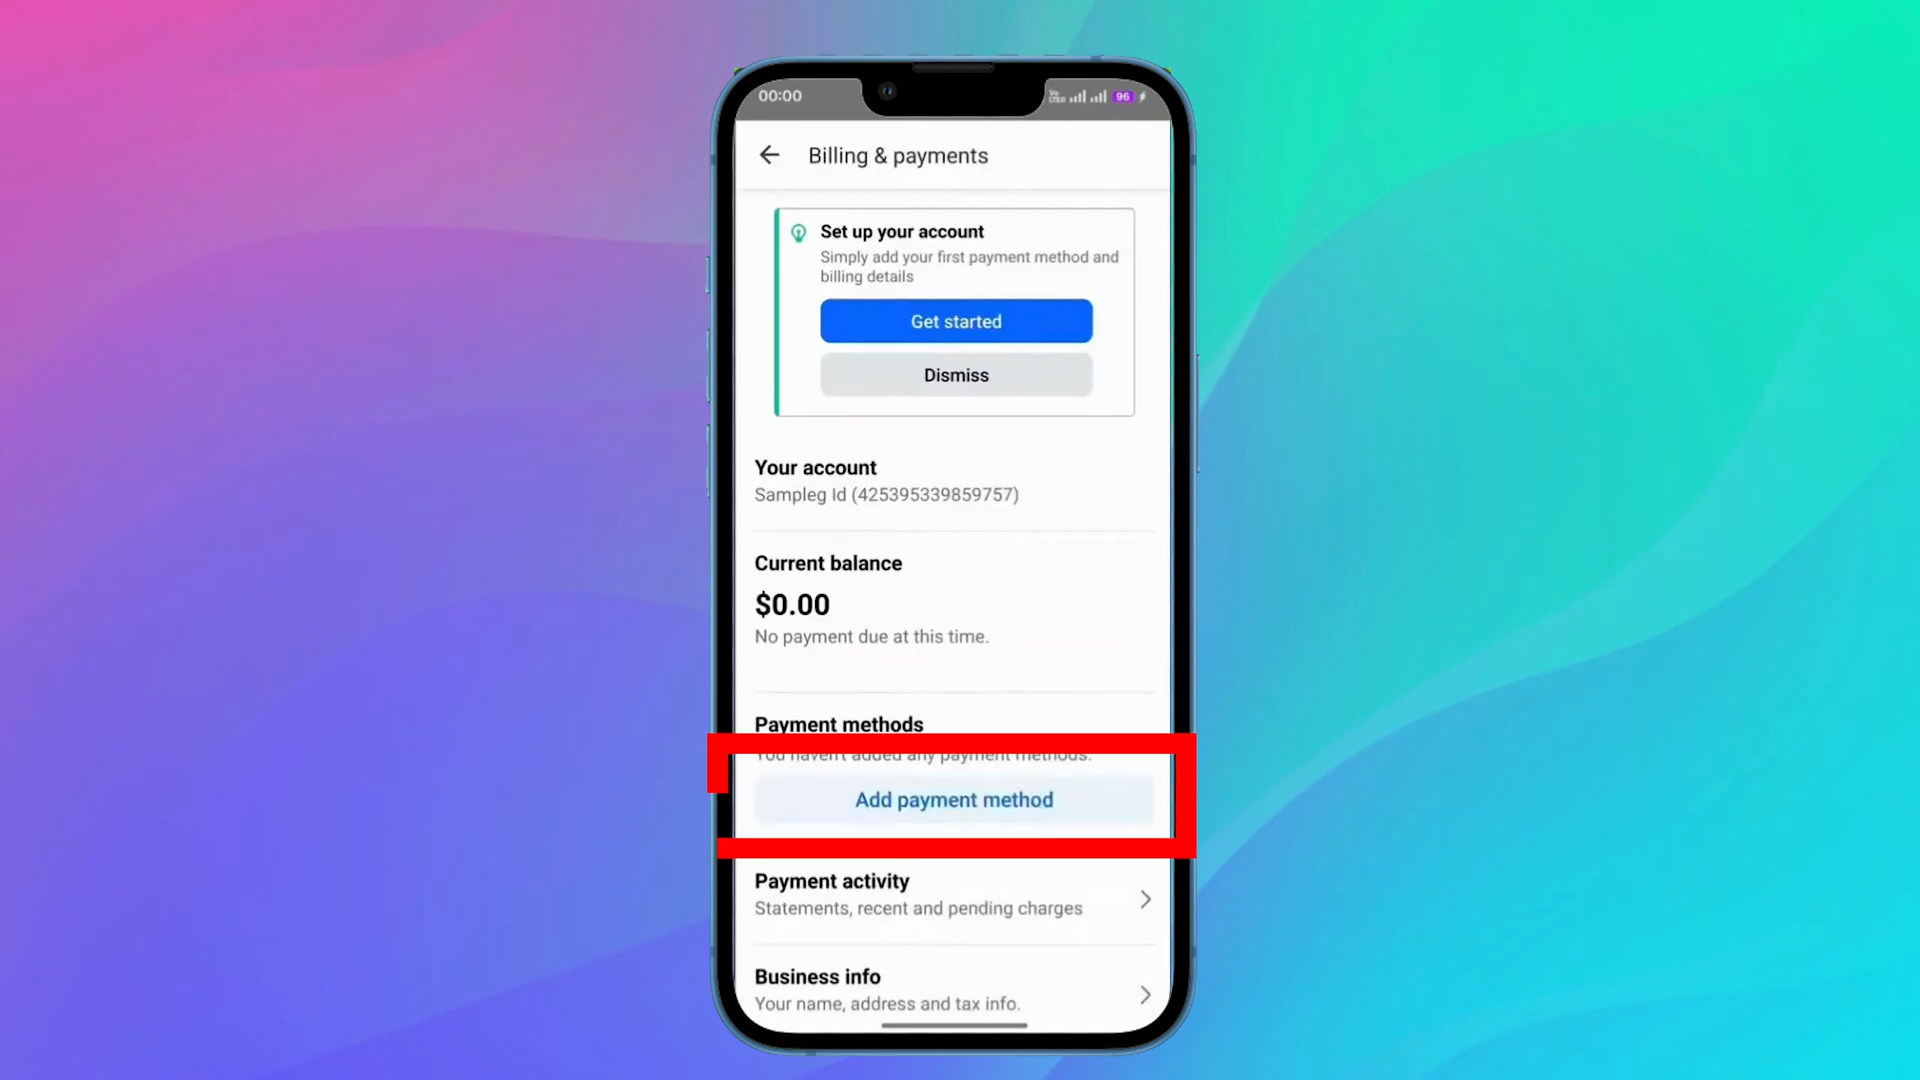 00:00
Vo
LTE
96
Billing & payments
Set up your account
Simply add your first payment method and
billing details
Get started
Dismiss
Your account
Sampleg Id (425395339859757)
Current balance
$0.00
No payment due at this time.
Payment methods
You haven't added any payment methods.
Add payment method
Payment activity
Statements, recent and pending charges
Business info
Your name, address and tax info.